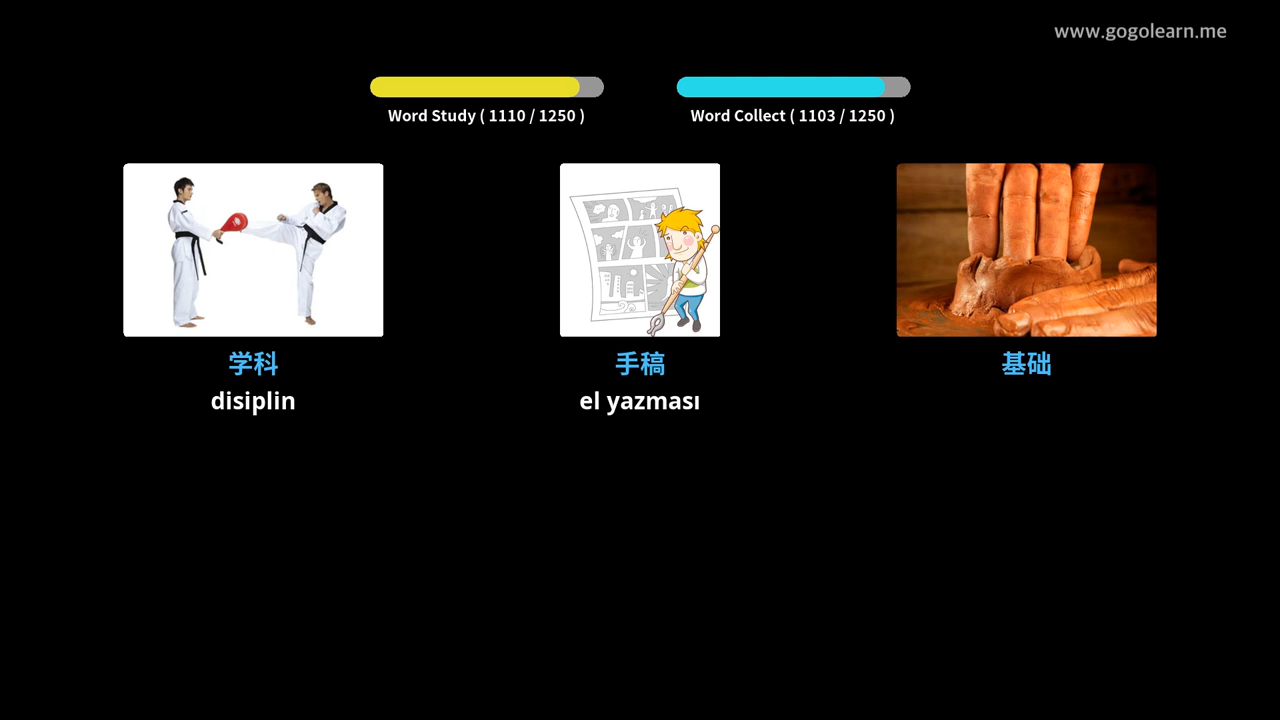 www.gogolearn.me
Word Study ( 1110 / 1250 )
Word Collect ( 1103 / 1250 )
学科
disiplin
手稿
el yazması
基础